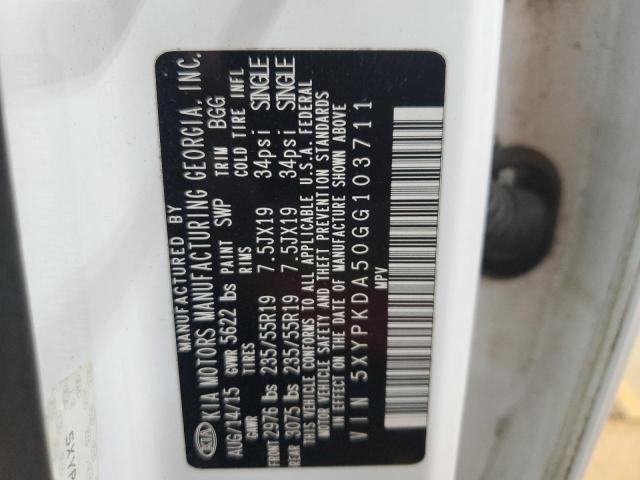 MANUFACTURED BY
KIA KIA MOTORS MANUFACTURING GEORGIA, INC.
AUG/14/15 GVWR 5622 lbs PAINT SWP TRIM BGG
GAWR TIRES RIMS COLD TIRE INFL
FRONT 2976 lbs 235/55R19 7.5JX19 34psi SINGLE
REAR 3075 lbs 235/55R19 7.5JX19 34psi SINGLE
THIS VEHICLE CONFORMS TO ALL APPLICABLE U.S.A. FEDERAL
MOTOR VEHICLE SAFETY AND THEFT PREVENTION STANDARDS
IN EFFECT ON THE DATE OF MANUFACTURE SHOWN ABOVE
VIN 5XYPKDA50GG103711
MPV
5XYP